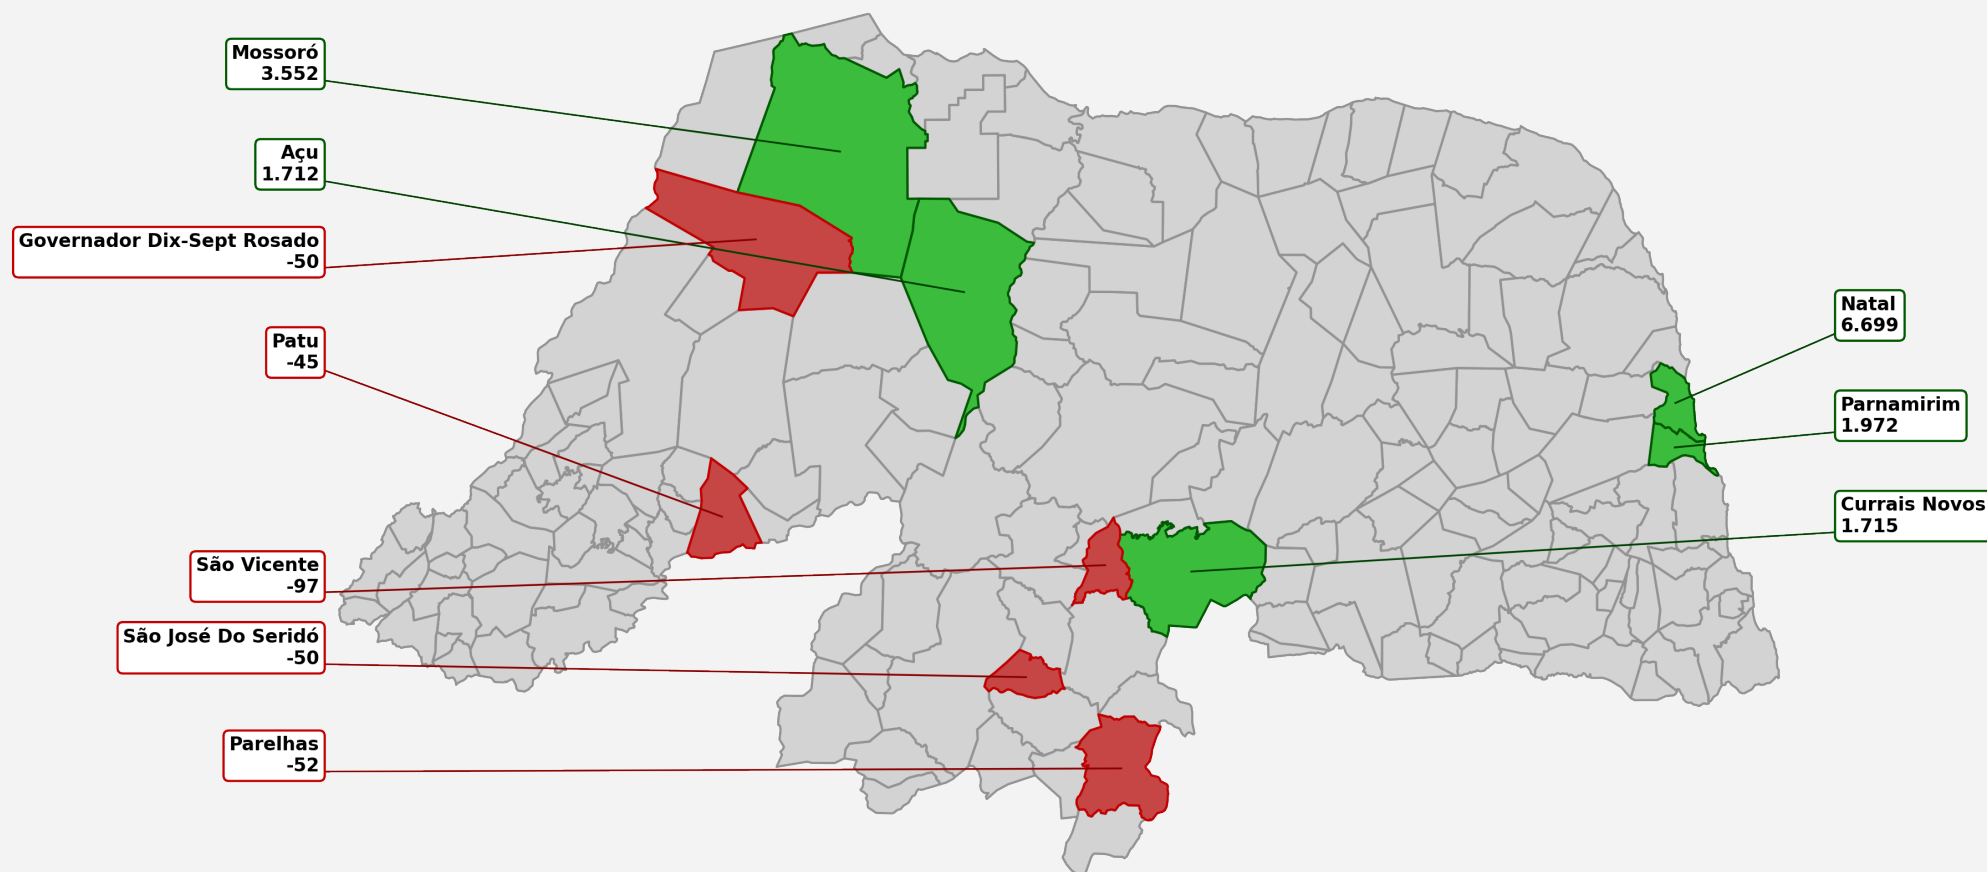 Mossoró
3.552
Açu
1.712
Governador Dix-Sept Rosado
-50
Patu
-45
São Vicente
-97
São José Do Seridó
-50
Parelhas
-52
Natal
6.699
Parnamirim
1.972
Currais Novos
1.715